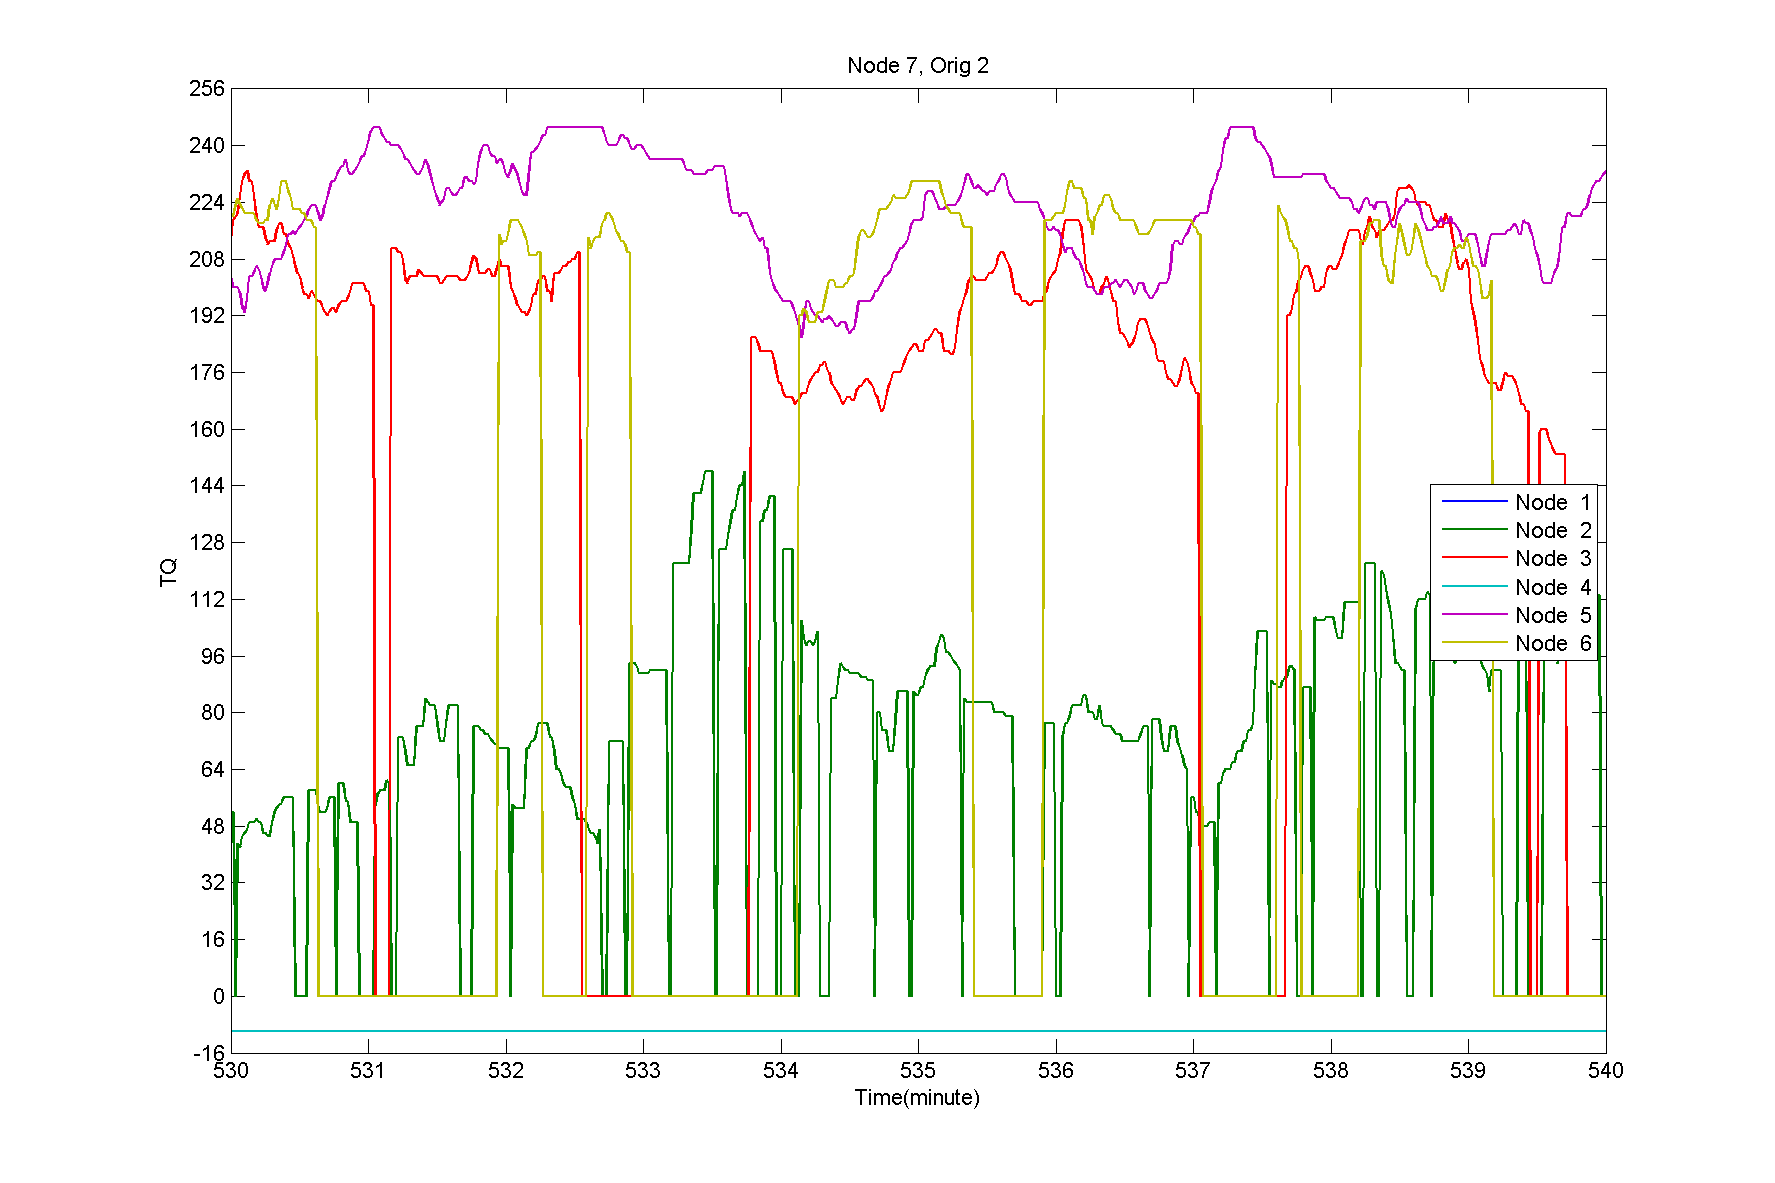 Node 7, Orig 2
256
240
224
208
192
176
160
144
128
112
96
80
64
48
32
16
0
-16
TQ
Node 1
Node 2
Node 3
Node 4
Node 5
Node 6
530 531 532 533 534 535 536 537 538 539 540
Time(minute)